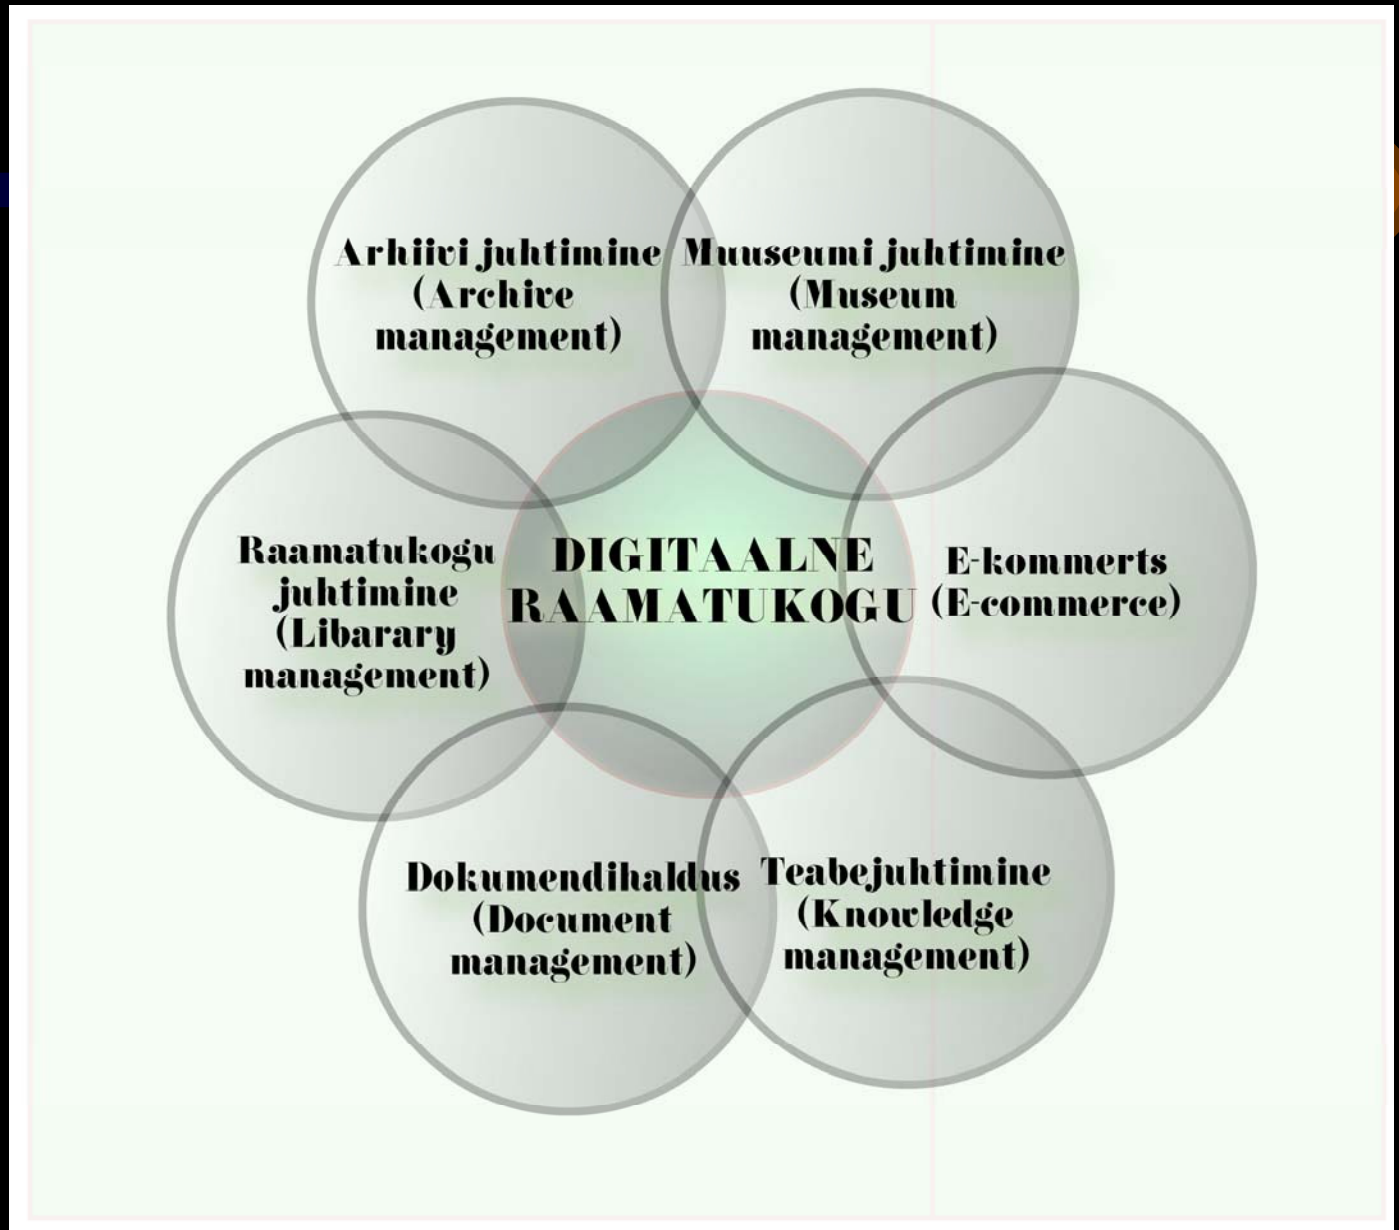 Arhiivi juhtimine
(Archive
management)
Muuseumi juhtimine
(Museum
management)
Raamatukogu
juhtimine
(Libarary
management)
DIGITAALNE
RAAMATUKOGU
E-kommerts
(E-commerce)
Dokumendihaldus
(Document
management)
Teabejuhtimine
(Knowledge
management)